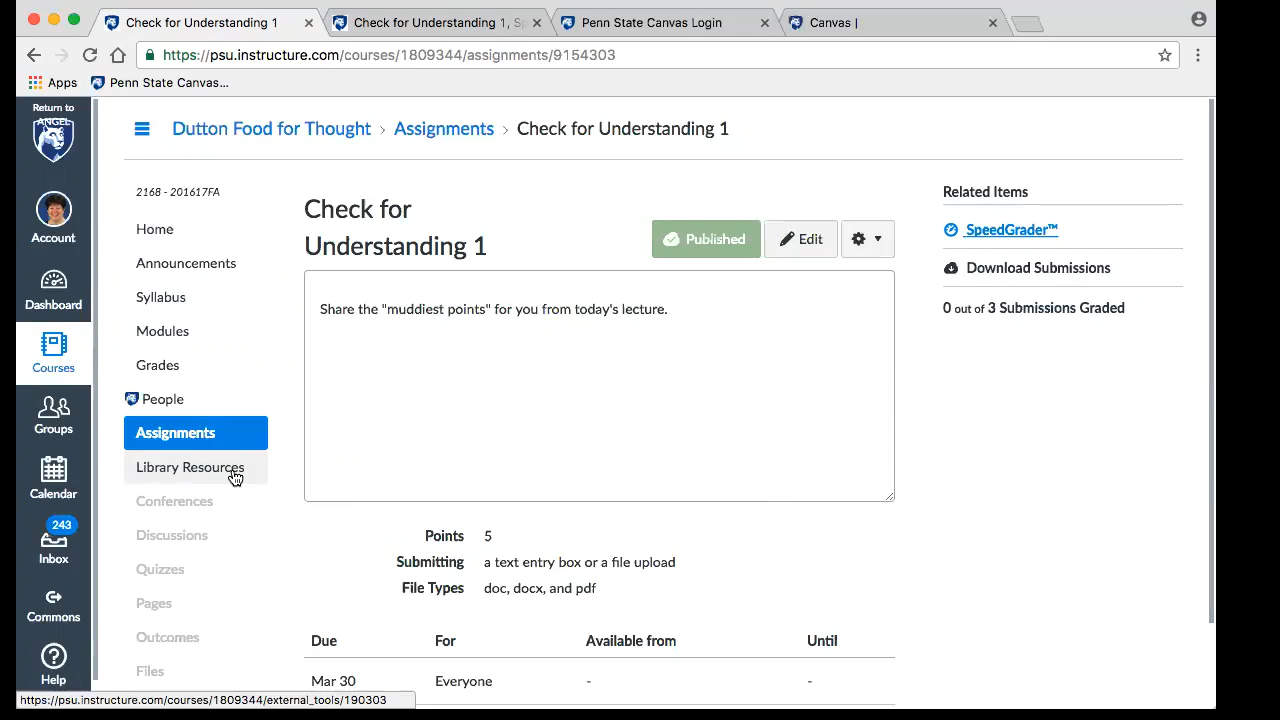 Check for Understanding 1
Check for Understanding 1, Sp
Penn State Canvas Login
Canvas |
https://psu.instructure.com/courses/1809344/assignments/9154303
Apps
Penn State Canvas...
Return to
ANGEL
Account
Dashboard
Courses
Groups
Calendar
243
Inbox
Commons
Help
Dutton Food for Thought › Assignments › Check for Understanding 1
2168 - 201617FA
Home
Announcements
Syllabus
Modules
Grades
People
Assignments
Library Resources
Conferences
Discussions
Quizzes
Pages
Outcomes
Files
Check for
Understanding 1
Published
Edit
Share the "muddiest points" for you from today's lecture.
Points 5
Submitting a text entry box or a file upload
File Types doc, docx, and pdf
Due For Available from Until
Mar 30 Everyone - -
Related Items
SpeedGrader™
Download Submissions
0 out of 3 Submissions Graded
https://psu.instructure.com/courses/1809344/external_tools/190303